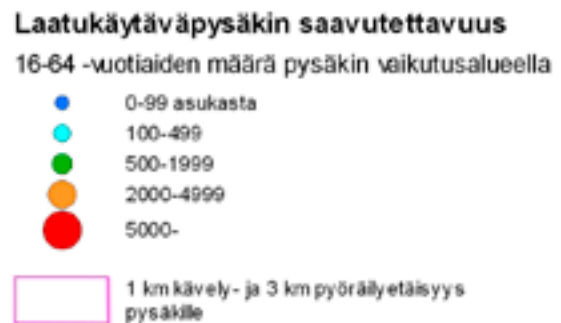 Laatukäytäväpysäkin saavutettavuus
16-64 -vuotiaiden määrä pysäkin vaikutusalueella
0-99 asukasta
100-499
500-1999
2000-4999
5000-
1 km kävely- ja 3 km pyöräilyetäisyys
pysäkille